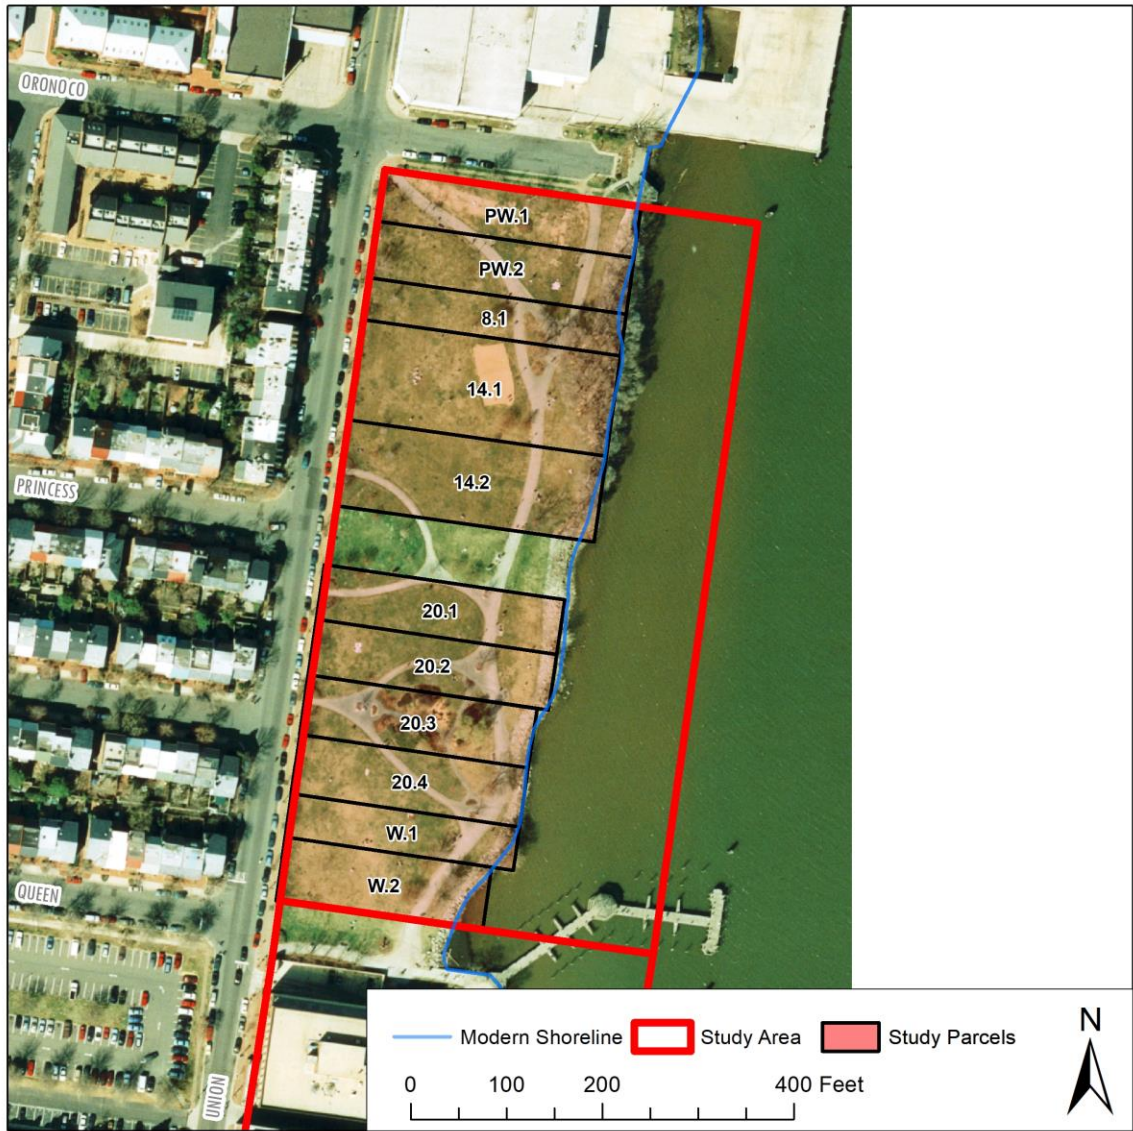 ORONOCO
PW.1
PW.2
8.1
14.1
14.2
PRINCESS
20.1
20.2
20.3
20.4
W.1
W.2
QUEEN
UNION
Modern Shoreline Study Area Study Parcels
0 100 200 400 Feet
N